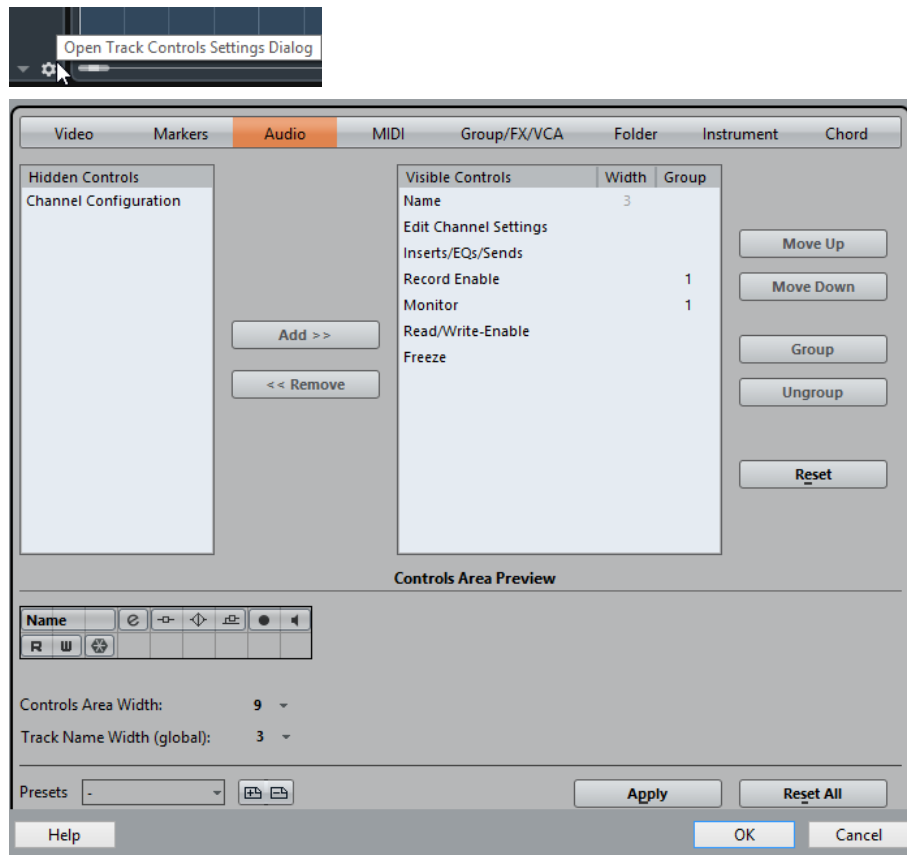 Open Track Controls Settings Dialog
Video Markers Audio MIDI Group/FX/VCA Folder Instrument Chord
Hidden Controls
Channel Configuration
Add >>
<< Remove
Visible Controls Width Group
Name 3
Edit Channel Settings
Inserts/EQs/Sends
Record Enable 1
Monitor 1
Read/Write-Enable
Freeze
Move Up
Move Down
Group
Ungroup
Reset
Controls Area Preview
Name e
R W
Controls Area Width: 9
Track Name Width (global): 3
Presets -
Apply Reset All
Help OK Cancel